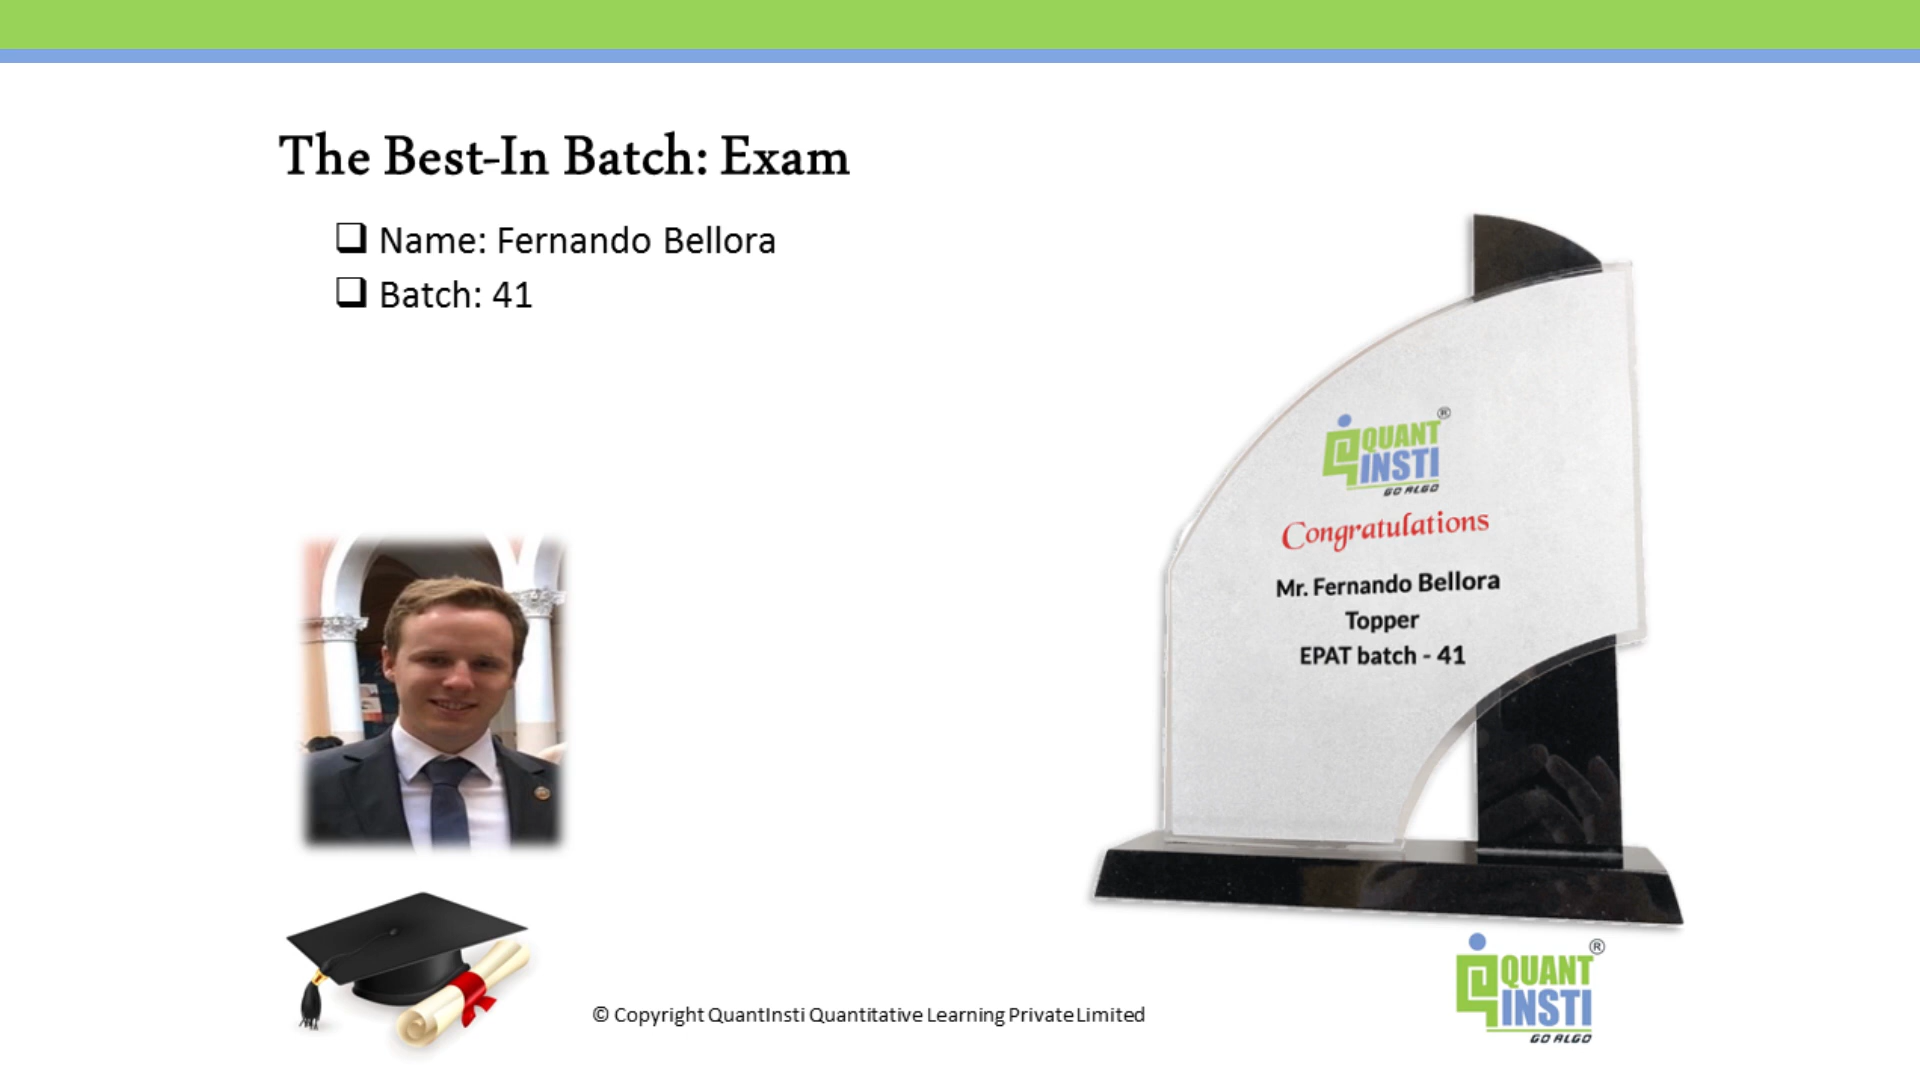 The Best-In Batch: Exam
❑ Name: Fernando Bellora
❑ Batch: 41
QUANT®
INSTI
GO ALGO
Congratulations
Mr. Fernando Bellora
Topper
EPAT batch - 41
© Copyright QuantInsti Quantitative Learning Private Limited
QUANT®
INSTI
GO ALGO